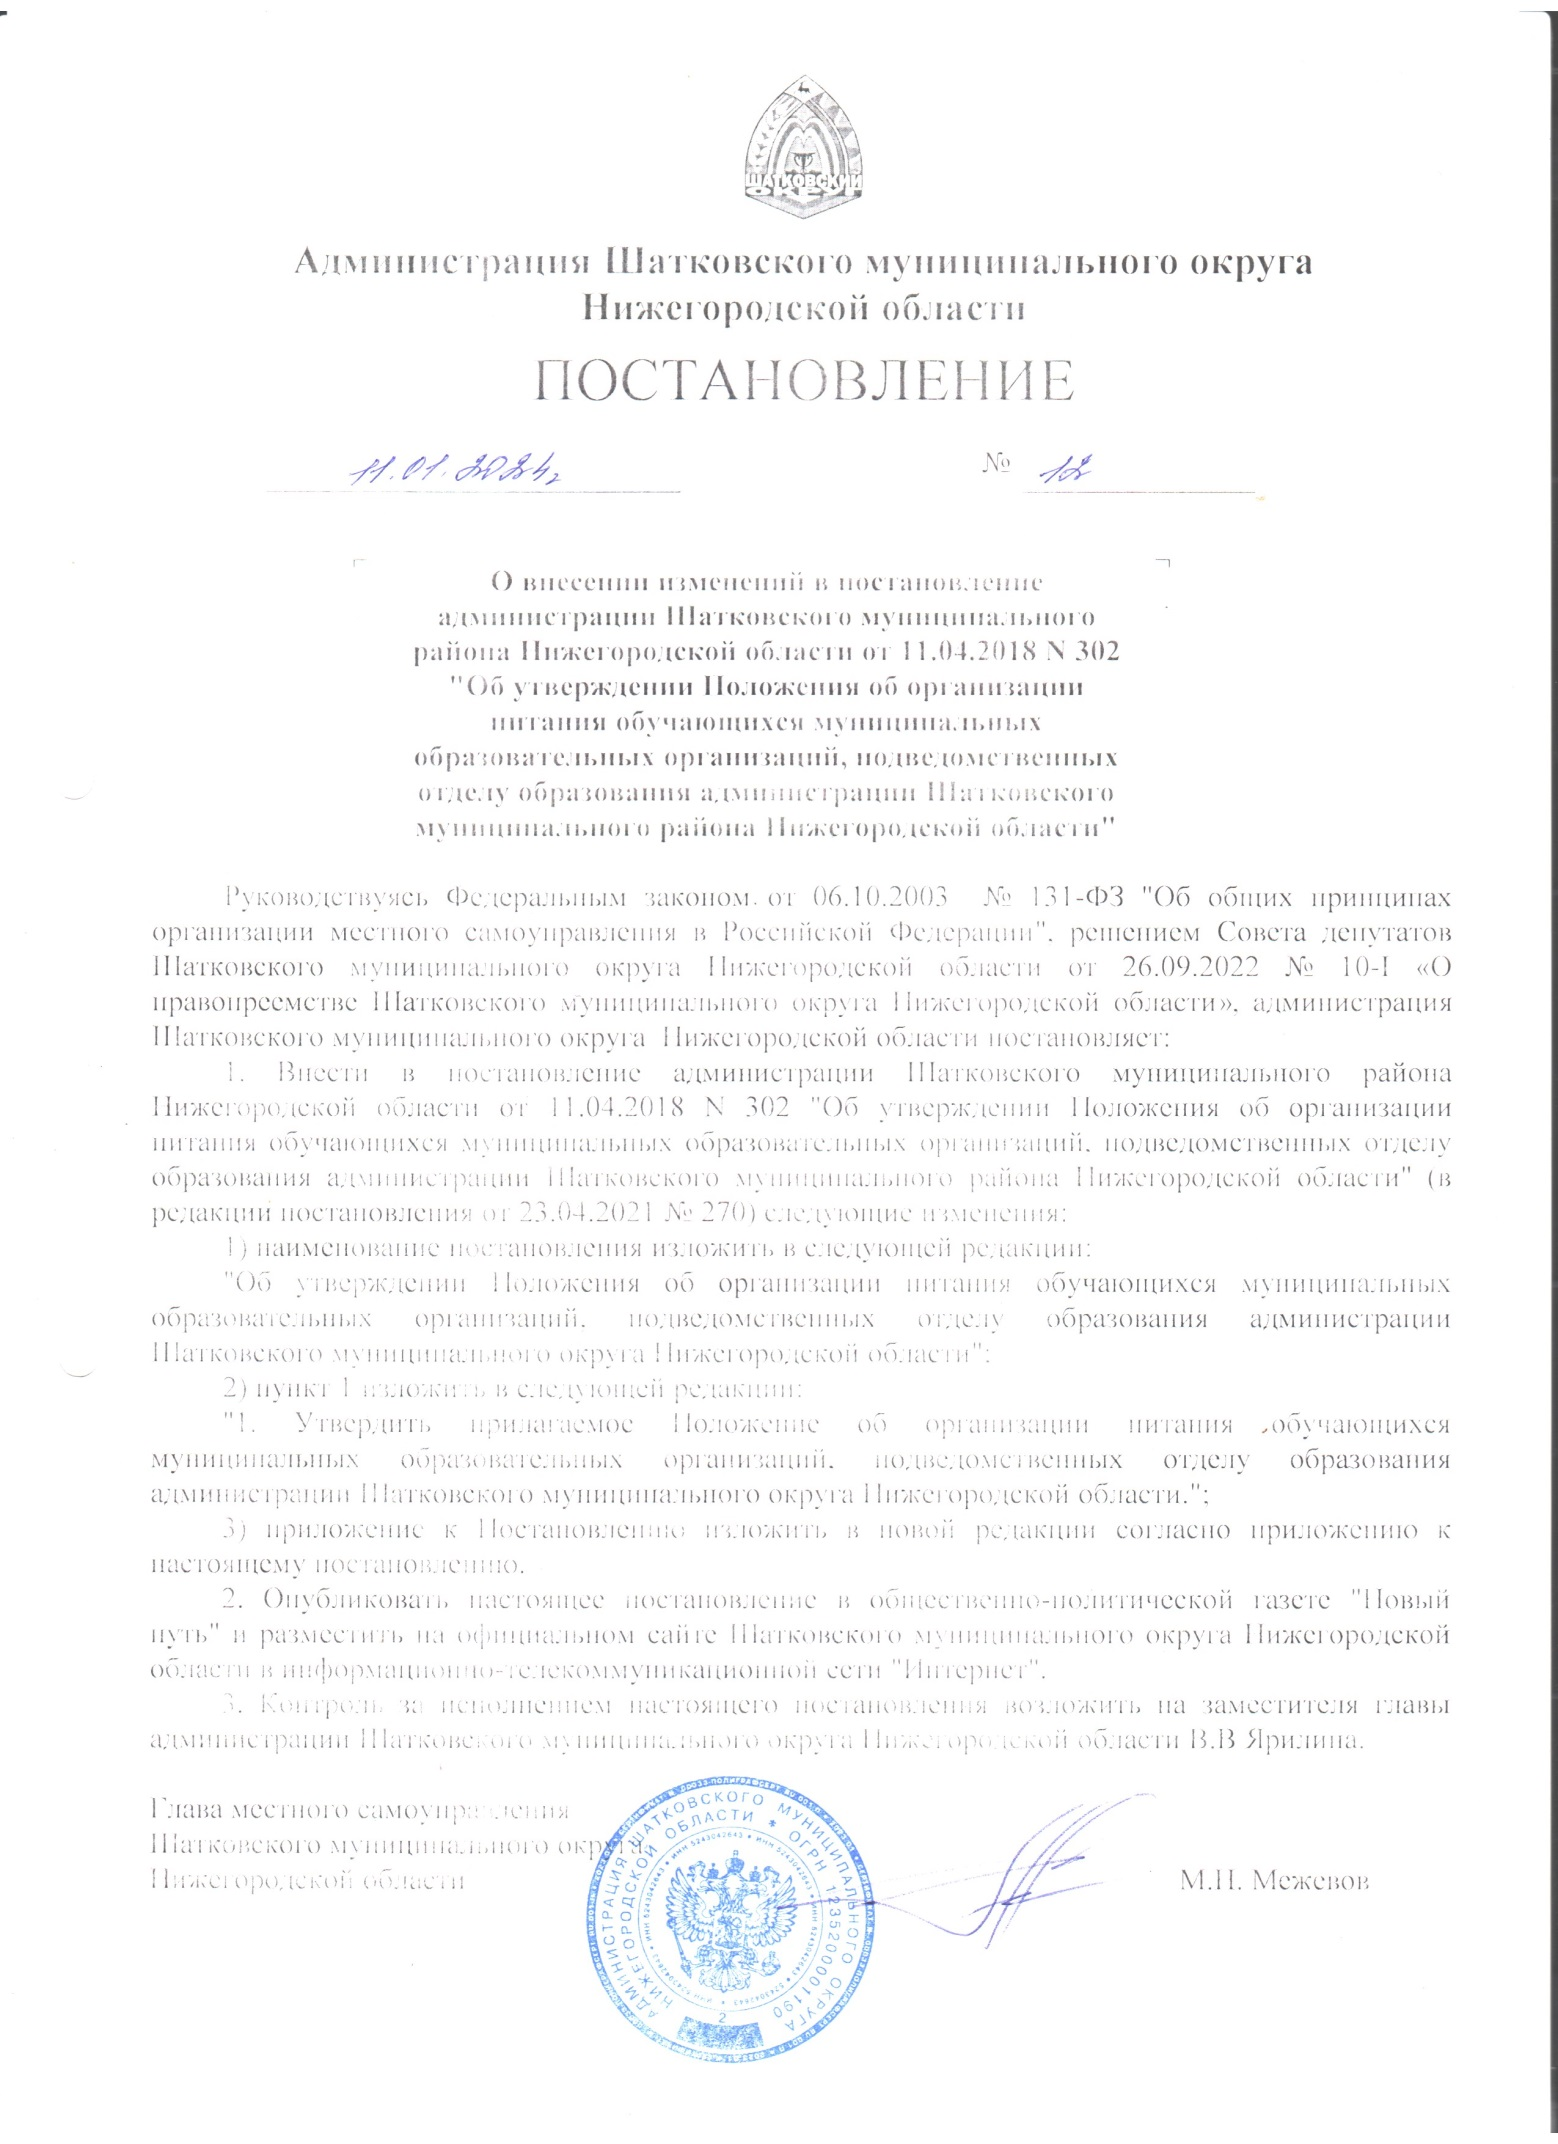 ШАТКОВСКИЙ
ОКРУГ
Администрация Шатковского муниципального округа
Нижегородской области
ПОСТАНОВЛЕНИЕ
11.01.2024г № 12
О внесении изменений в постановление
администрации Шатковского муниципального
района Нижегородской области от 11.04.2018 N 302
"Об утверждении Положения об организации
питания обучающихся муниципальных
образовательных организаций, подведомственных
отделу образования администрации Шатковского
муниципального района Нижегородской области"
Руководствуясь Федеральным законом от 06.10.2003 № 131-ФЗ "Об общих принципах
организации местного самоуправления в Российской Федерации", решением Совета депутатов
Шатковского муниципального округа Нижегородской области от 26.09.2022 № 10-I «О
правопреемстве Шатковского муниципального округа Нижегородской области», администрация
Шатковского муниципального округа Нижегородской области постановляет:
1. Внести в постановление администрации Шатковского муниципального района
Нижегородской области от 11.04.2018 N 302 "Об утверждении Положения об организации
питания обучающихся муниципальных образовательных организаций, подведомственных отделу
образования администрации Шатковского муниципального района Нижегородской области" (в
редакции постановления от 23.04.2021 № 270) следующие изменения:
1) наименование постановления изложить в следующей редакции:
"Об утверждении Положения об организации питания обучающихся муниципальных
образовательных организаций, подведомственных отделу образования администрации
Шатковского муниципального округа Нижегородской области";
2) пункт 1 изложить в следующей редакции:
"1. Утвердить прилагаемое Положение об организации питания обучающихся
муниципальных образовательных организаций, подведомственных отделу образования
администрации Шатковского муниципального округа Нижегородской области.";
3) приложение к Постановлению изложить в новой редакции согласно приложению к
настоящему постановлению.
2. Опубликовать настоящее постановление в общественно-политической газете "Новый
путь" и разместить на официальном сайте Шатковского муниципального округа Нижегородской
области в информационно-телекоммуникационной сети "Интернет".
3. Контроль за исполнением настоящего постановления возложить на заместителя главы
администрации Шатковского муниципального округа Нижегородской области В.В Ярилина.
Глава местного самоуправления
Шатковского муниципального округа
Нижегородской области М.Н. Межевов
АДМИНИСТРАЦИЯ ШАТКОВСКОГО МУНИЦИПАЛЬНОГО ОКРУГА
НИЖЕГОРОДСКОЙ ОБЛАСТИ * ОГРН 1235200001190
ИНН 5243042643
2